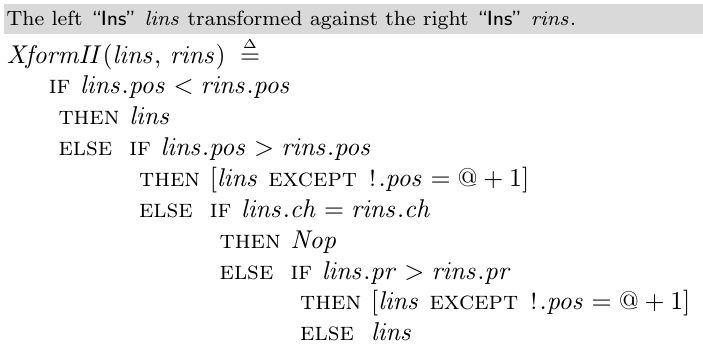 The left “Ins” lins transformed against the right “Ins” rins.
XformII(lins, rins) ≜
IF lins.pos < rins.pos
THEN lins
ELSE IF lins.pos > rins.pos
THEN [lins EXCEPT !.pos = @ + 1]
ELSE IF lins.ch = rins.ch
THEN Nop
ELSE IF lins.pr > rins.pr
THEN [lins EXCEPT !.pos = @ + 1]
ELSE lins